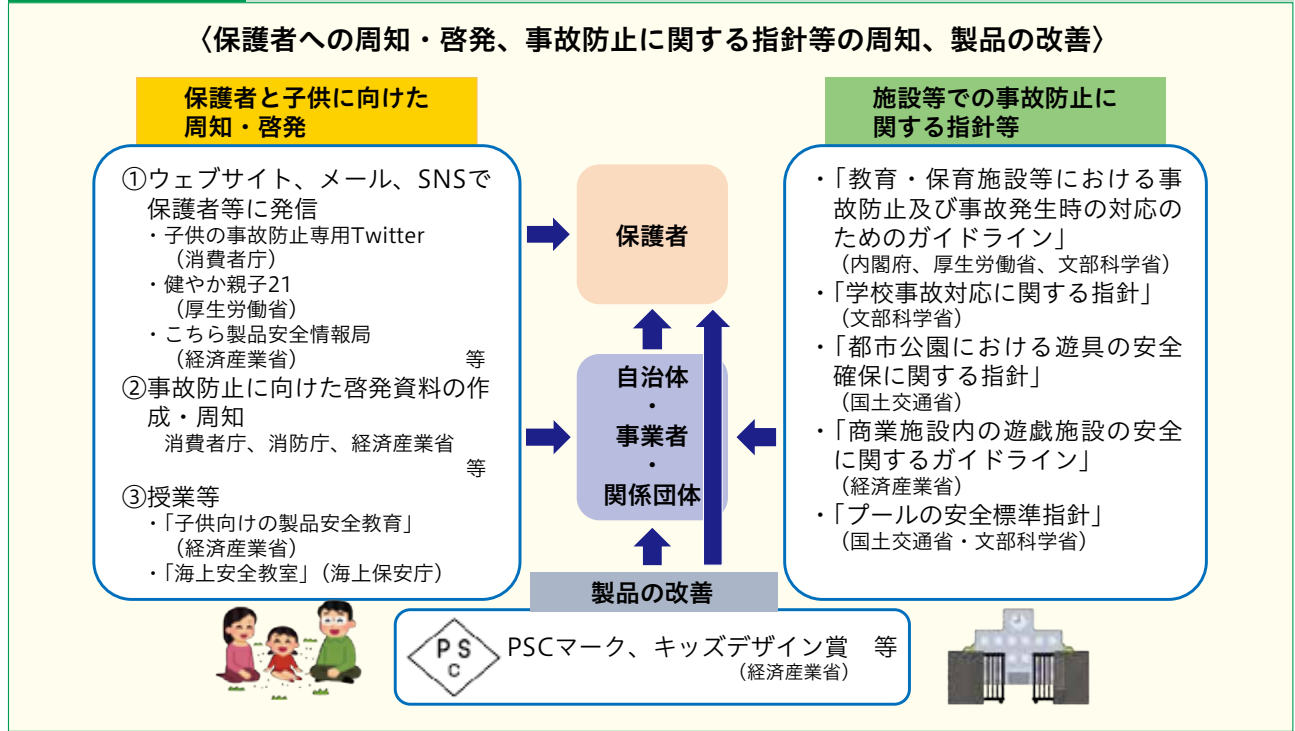 〈保護者への周知・啓発、事故防止に関する指針等の周知、製品の改善〉
保護者と子供に向けた
周知・啓発
①ウェブサイト、メール、SNSで
保護者等に発信
・子供の事故防止専用Twitter
（消費者庁）
・健やか親子21
（厚生労働省）
・こちら製品安全情報局
（経済産業省） 等
②事故防止に向けた啓発資料の作
成・周知
消費者庁、消防庁、経済産業省
等
③授業等
・「子供向けの製品安全教育」
（経済産業省）
・「海上安全教室」（海上保安庁）
保護者
自治体
・
事業者
・
関係団体
施設等での事故防止に
関する指針等
・「教育・保育施設等における事
故防止及び事故発生時の対応の
ためのガイドライン」
（内閣府、厚生労働省、文部科学省）
・「学校事故対応に関する指針」
（文部科学省）
・「都市公園における遊具の安全
確保に関する指針」
（国土交通省）
・「商業施設内の遊戯施設の安全
に関するガイドライン」
（経済産業省）
・「プールの安全標準指針」
（国土交通省・文部科学省）
製品の改善
P S
C
PSCマーク、キッズデザイン賞　等
（経済産業省）